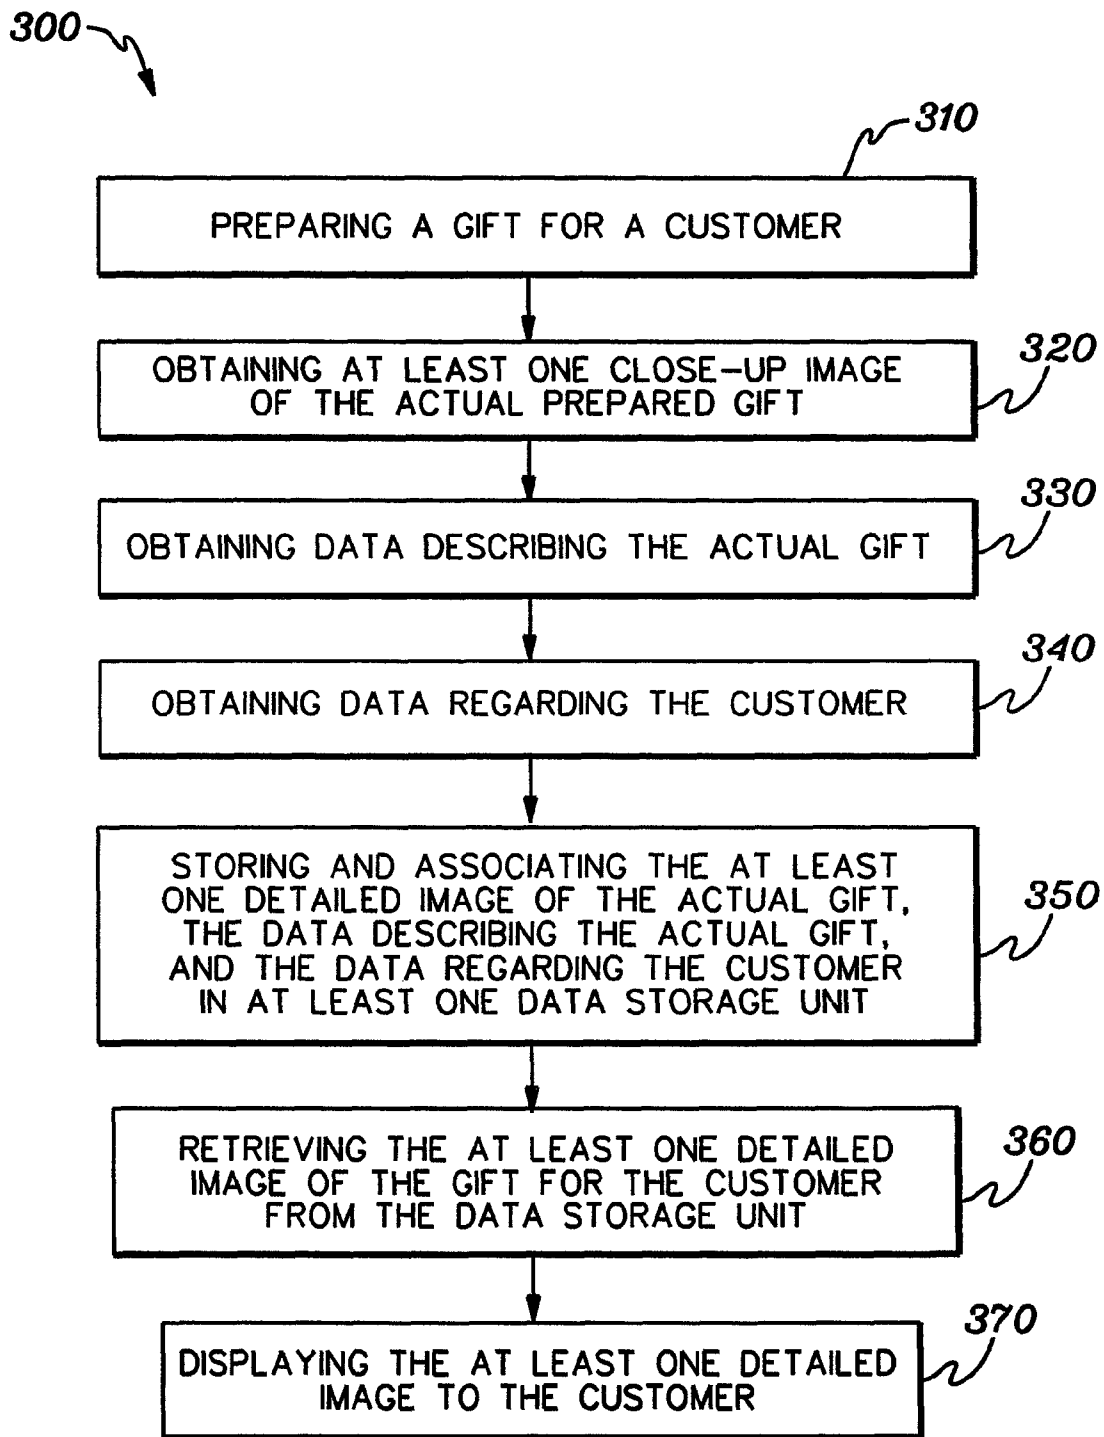 300
310
PREPARING A GIFT FOR A CUSTOMER
320
OBTAINING AT LEAST ONE CLOSE-UP IMAGE
OF THE ACTUAL PREPARED GIFT
330
OBTAINING DATA DESCRIBING THE ACTUAL GIFT
340
OBTAINING DATA REGARDING THE CUSTOMER
STORING AND ASSOCIATING THE AT LEAST
ONE DETAILED IMAGE OF THE ACTUAL GIFT,
THE DATA DESCRIBING THE ACTUAL GIFT,
AND THE DATA REGARDING THE CUSTOMER
IN AT LEAST ONE DATA STORAGE UNIT
350
RETRIEVING THE AT LEAST ONE DETAILED
IMAGE OF THE GIFT FOR THE CUSTOMER
FROM THE DATA STORAGE UNIT
360
370
DISPLAYING THE AT LEAST ONE DETAILED
IMAGE TO THE CUSTOMER